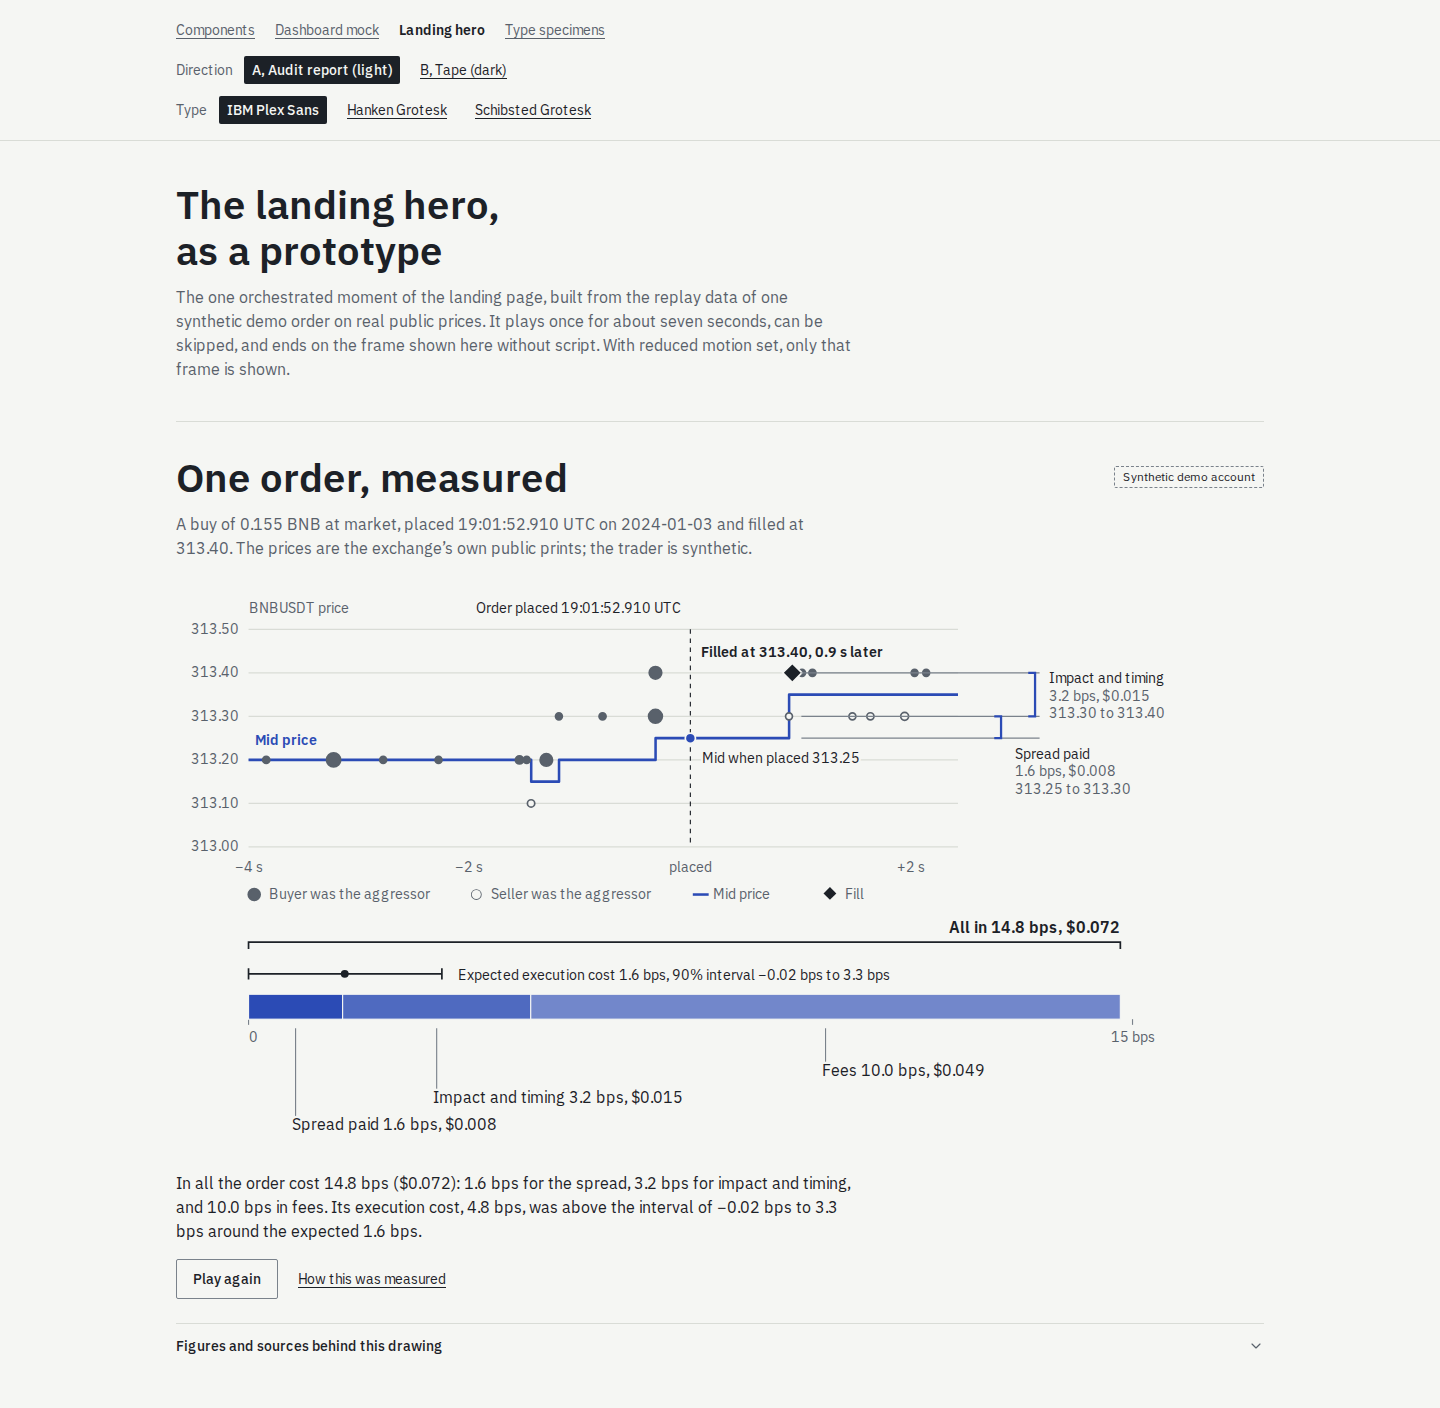 Components Dashboard mock Landing hero Type specimens
Direction A, Audit report (light) B, Tape (dark)
Type IBM Plex Sans Hanken Grotesk Schibsted Grotesk
The landing hero,
as a prototype
The one orchestrated moment of the landing page, built from the replay data of one
synthetic demo order on real public prices. It plays once for about seven seconds, can be
skipped, and ends on the frame shown here without script. With reduced motion set, only that
frame is shown.
One order, measured
Synthetic demo account
A buy of 0.155 BNB at market, placed 19:01:52.910 UTC on 2024-01-03 and filled at
313.40. The prices are the exchange’s own public prints; the trader is synthetic.
BNBUSDT price
Order placed 19:01:52.910 UTC
313.50
Filled at 313.40, 0.9 s later
313.40
Impact and timing
3.2 bps, $0.015
313.30 to 313.40
313.30
Mid price
313.20
Mid when placed 313.25
Spread paid
1.6 bps, $0.008
313.25 to 313.30
313.10
313.00
−4 s −2 s placed +2 s
Buyer was the aggressor Seller was the aggressor Mid price Fill
All in 14.8 bps, $0.072
Expected execution cost 1.6 bps, 90% interval −0.02 bps to 3.3 bps
0 15 bps
Fees 10.0 bps, $0.049
Impact and timing 3.2 bps, $0.015
Spread paid 1.6 bps, $0.008
In all the order cost 14.8 bps ($0.072): 1.6 bps for the spread, 3.2 bps for impact and timing,
and 10.0 bps in fees. Its execution cost, 4.8 bps, was above the interval of −0.02 bps to 3.3
bps around the expected 1.6 bps.
Play again How this was measured
Figures and sources behind this drawing